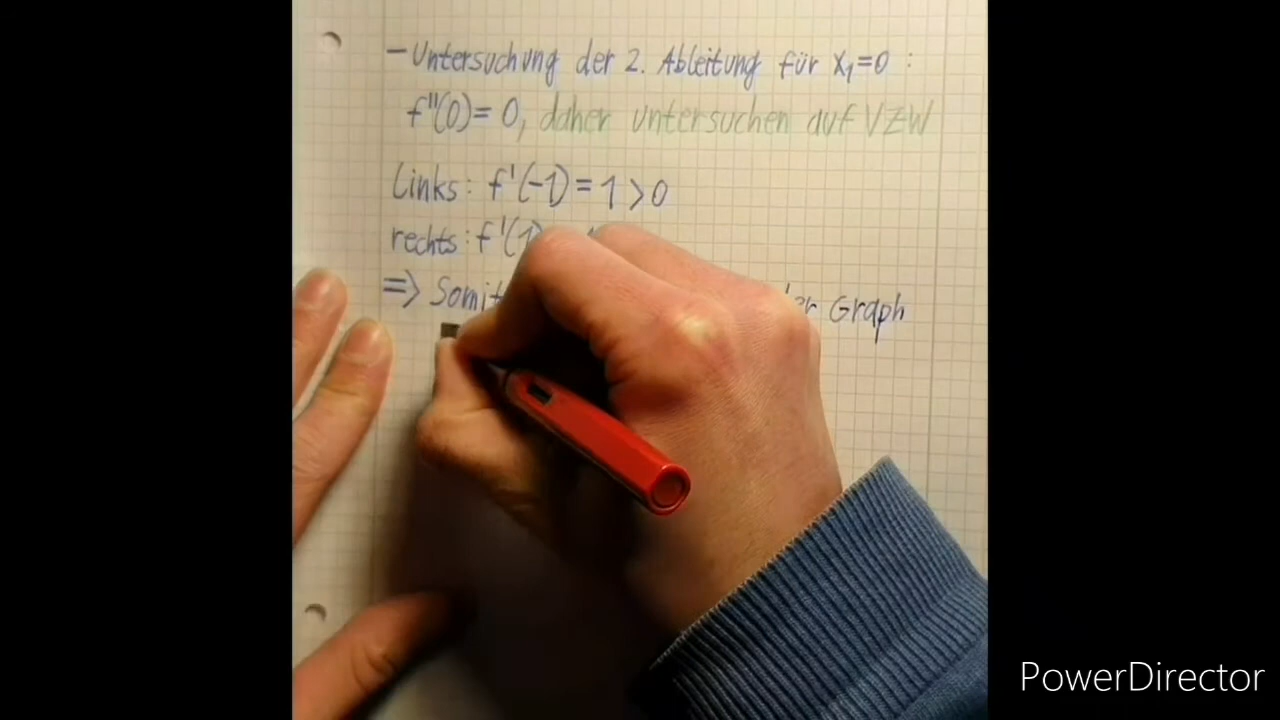 - Untersuchung der 2. Ableitung für x₁=0 :
f''(0)= 0, daher untersuchen auf VZW
Links: f'(-1) = 1 > 0
rechts: f'(1)
=> Somit der Graph
PowerDirector